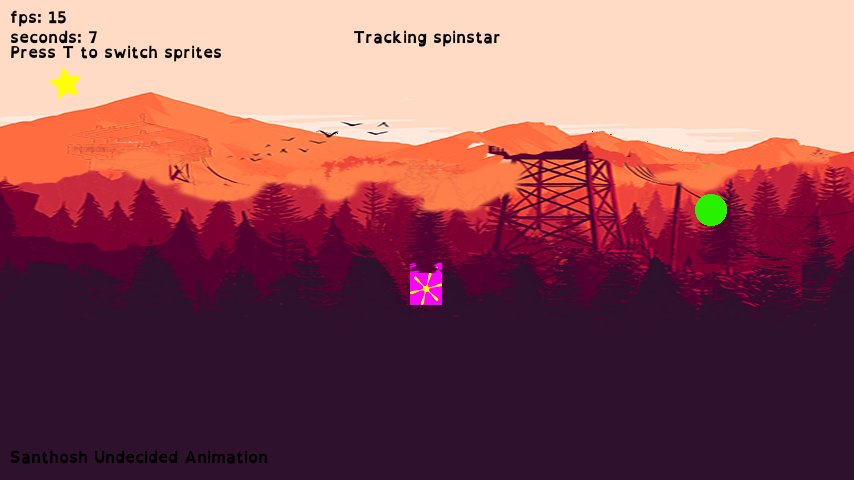 fps: 15
seconds: 7
Tracking spinstar
Press T to switch sprites
Santhosh Undecided Animation